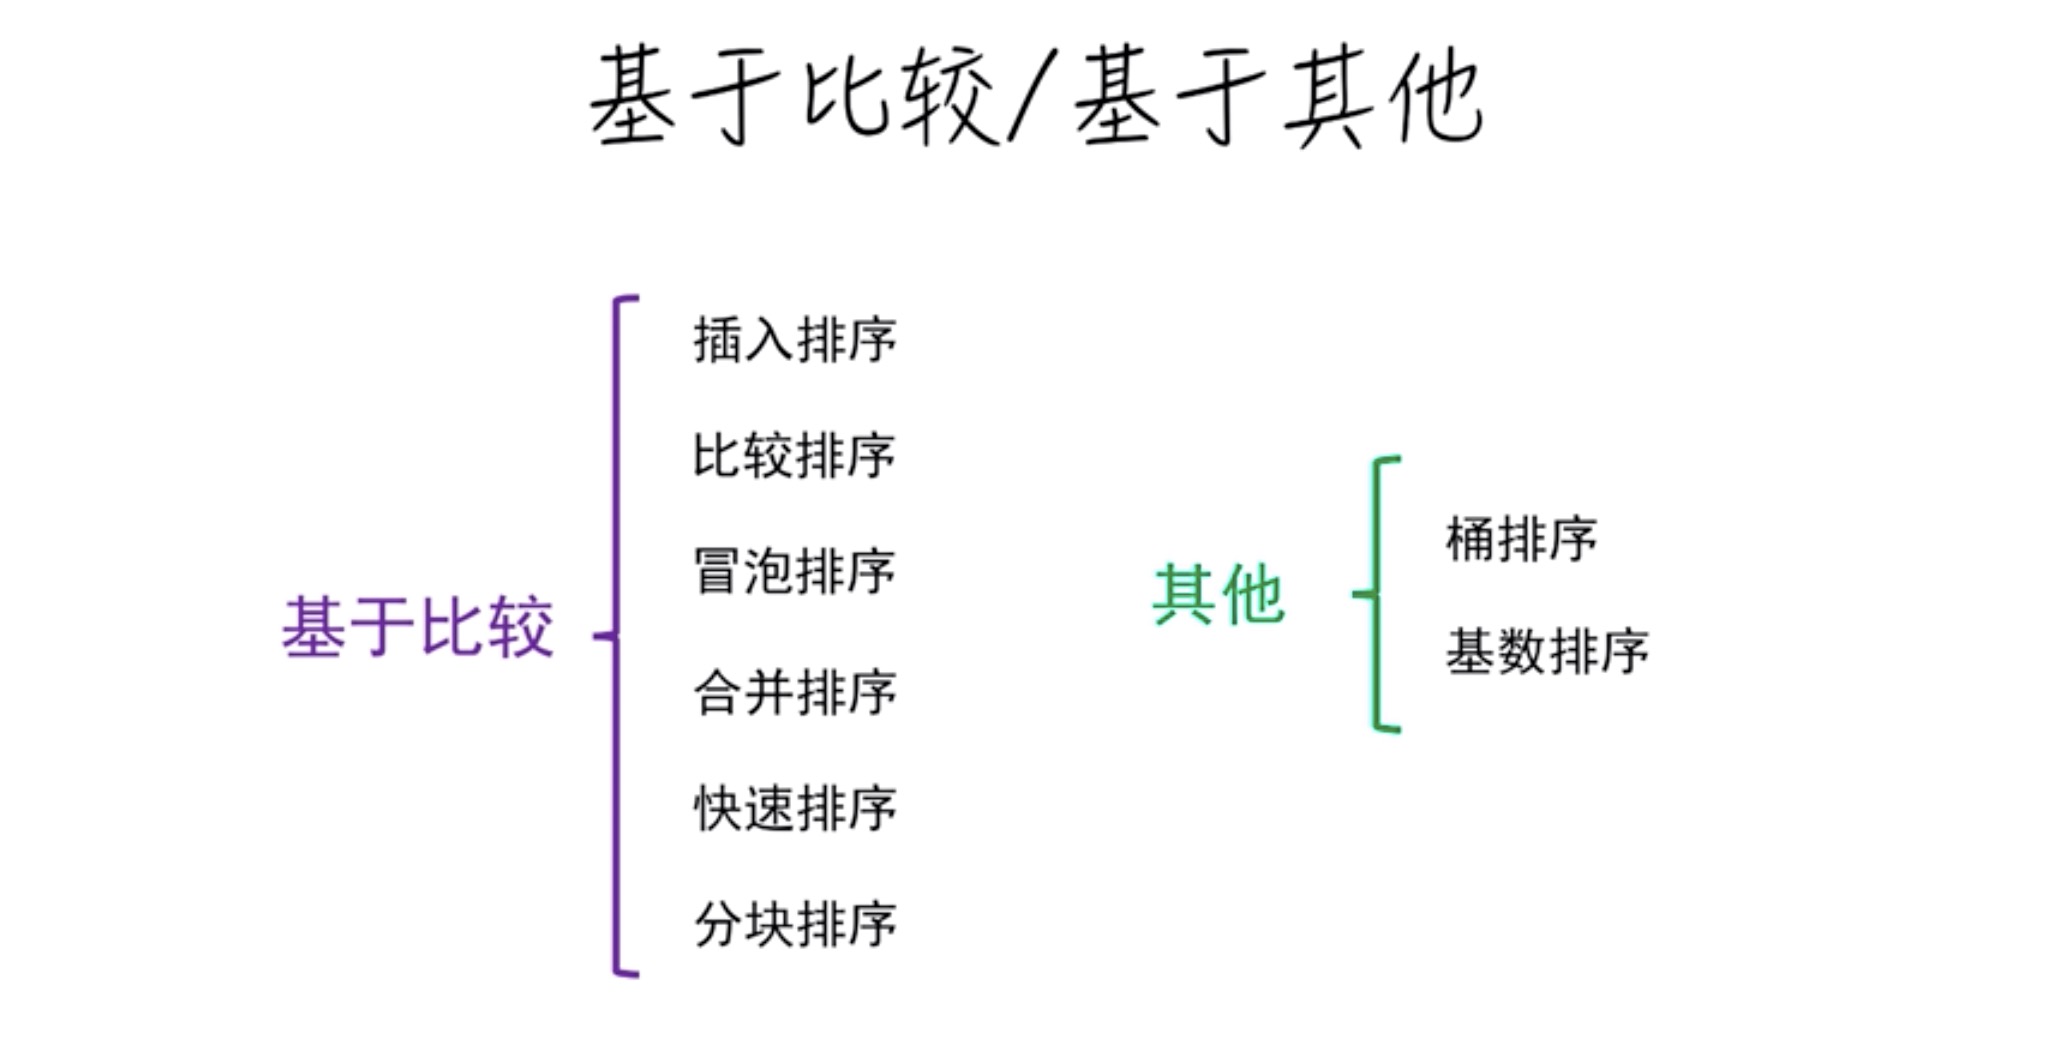 基于比较/基于其他
基于比较
插入排序
比较排序
冒泡排序
合并排序
快速排序
分块排序
其他
桶排序
基数排序